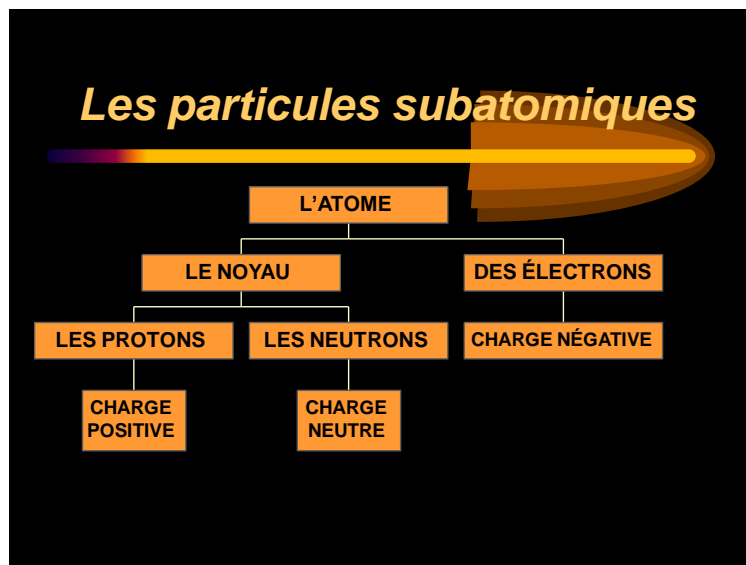 Les particules subatomiques
L’ATOME
LE NOYAU
DES ÉLECTRONS
LES PROTONS
LES NEUTRONS
CHARGE NÉGATIVE
CHARGE
POSITIVE
CHARGE
NEUTRE